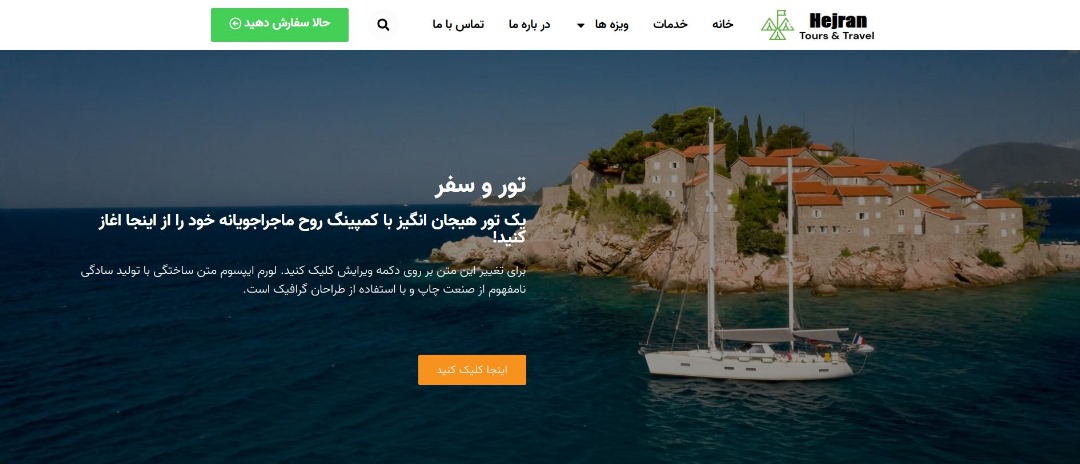 Hejran
Tours & Travel
خانه
خدمات
ویزه ها
در باره ما
تماس با ما
حالا سفارش دهید
تور و سفر
یک تور هیجان انگیز با کمپینگ روح ماجراجویانه خود را از اینجا اغاز
کنید!
برای تغییر این متن بر روی دکمه ویرایش کلیک کنید. لورم ایپسوم متن ساختگی با تولید سادگی
نامفهوم از صنعت چاپ و با استفاده از طراحان گرافیک است.
اینجا کلیک کنید